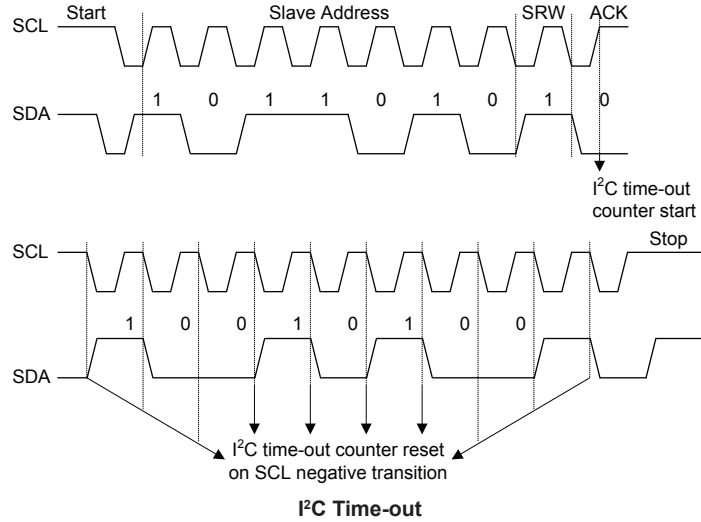 Start Slave Address SRW ACK
SCL
1 0 1 1 0 1 0 1 0
SDA
I²C time-out
counter start
Stop
SCL
1 0 0 1 0 1 0 0
SDA
I²C time-out counter reset
on SCL negative transition
I²C Time-out